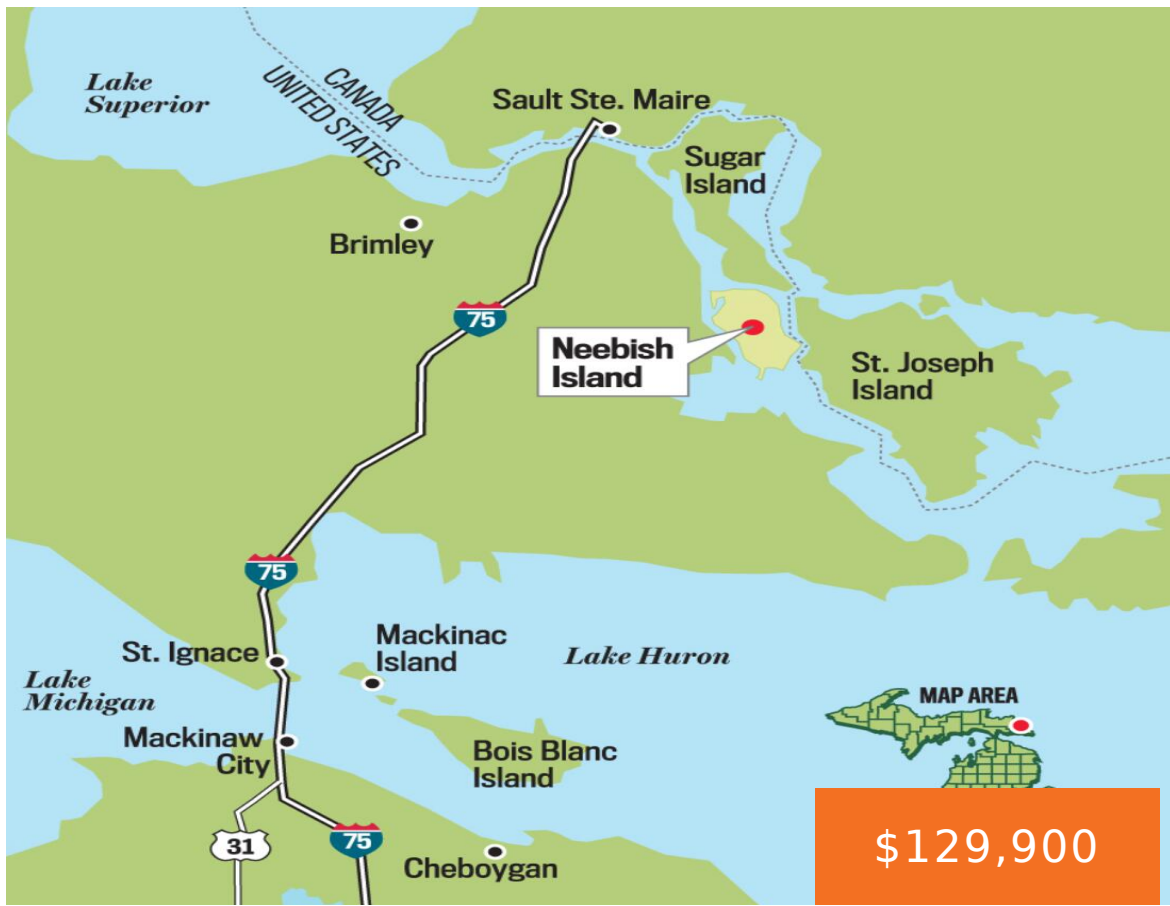 Lake
Superior
CANADA
UNITED STATES
Sault Ste. Maire
Sugar
Island
Brimley
75
Neebish
Island
St. Joseph
Island
75
St. Ignace
Mackinac
Island
Lake Huron
Lake
Michigan
MAP AREA
Mackinaw
City
Bois Blanc
Island
31
75
Cheboygan
$129,900